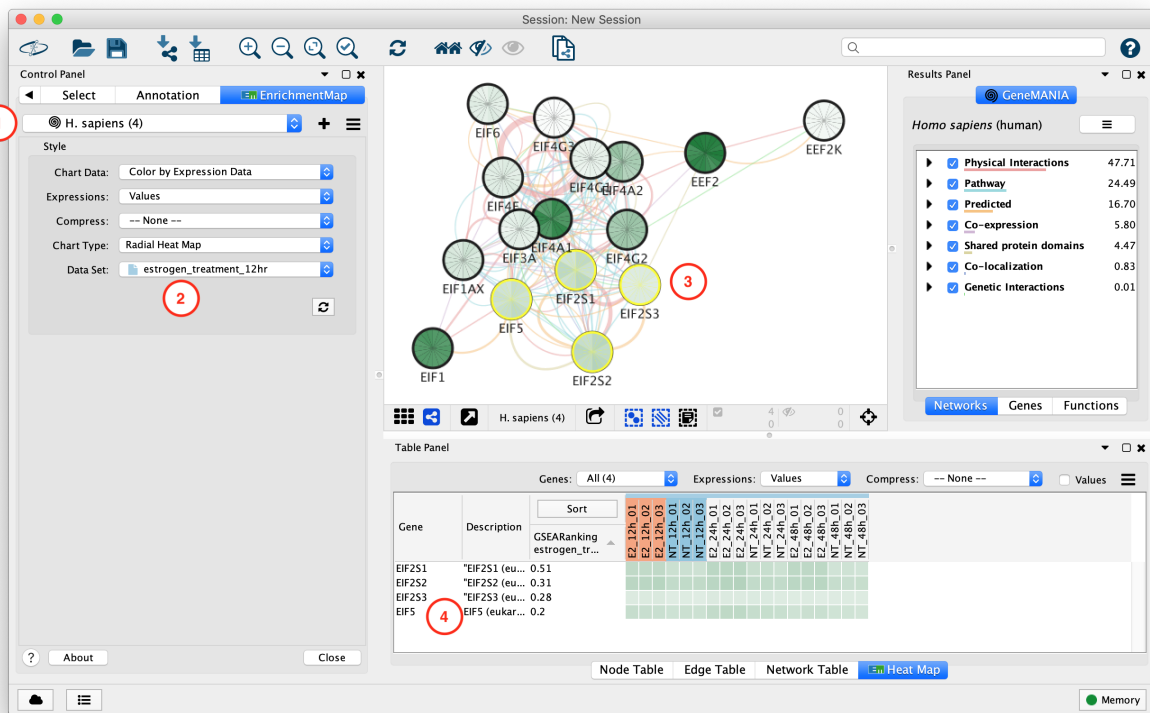 Session: New Session
Control Panel
Select Annotation EnrichmentMap
H. sapiens (4)
Style
Chart Data: Color by Expression Data
Expressions: Values
Compress: -- None --
Chart Type: Radial Heat Map
Data Set: estrogen_treatment_12hr
2
? About Close
EIF6
EIF4G3
EEF2K
EIF4G1
EIF4A2
EEF2
EIF4E
EIF4A1
EIF3A
EIF4G2
EIF1AX
EIF2S1
3
EIF2S3
EIF5
EIF1
EIF2S2
H. sapiens (4)
4 0
0 0
Results Panel
GeneMANIA
Homo sapiens (human)
Physical Interactions 47.71
Pathway 24.49
Predicted 16.70
Co-expression 5.80
Shared protein domains 4.47
Co-localization 0.83
Genetic Interactions 0.01
Networks Genes Functions
Table Panel
Genes: All (4) Expressions: Values Compress: -- None -- Values
Gene Description Sort
GSEARanking
estrogen_tr...
E2_12h_01 E2_12h_02 E2_12h_03 NT_12h_01 NT_12h_02 NT_12h_03 E2_24h_01 E2_24h_02 E2_24h_03 NT_24h_01 NT_24h_02 NT_24h_03 E2_48h_01 E2_48h_02 E2_48h_03 NT_48h_01 NT_48h_02 NT_48h_03
EIF2S1 "EIF2S1 (eu... 0.51
EIF2S2 "EIF2S2 (eu... 0.31
EIF2S3 "EIF2S3 (eu... 0.28
EIF5 EIF5 (eukar... 0.2
4
Node Table Edge Table Network Table Em Heat Map
Memory